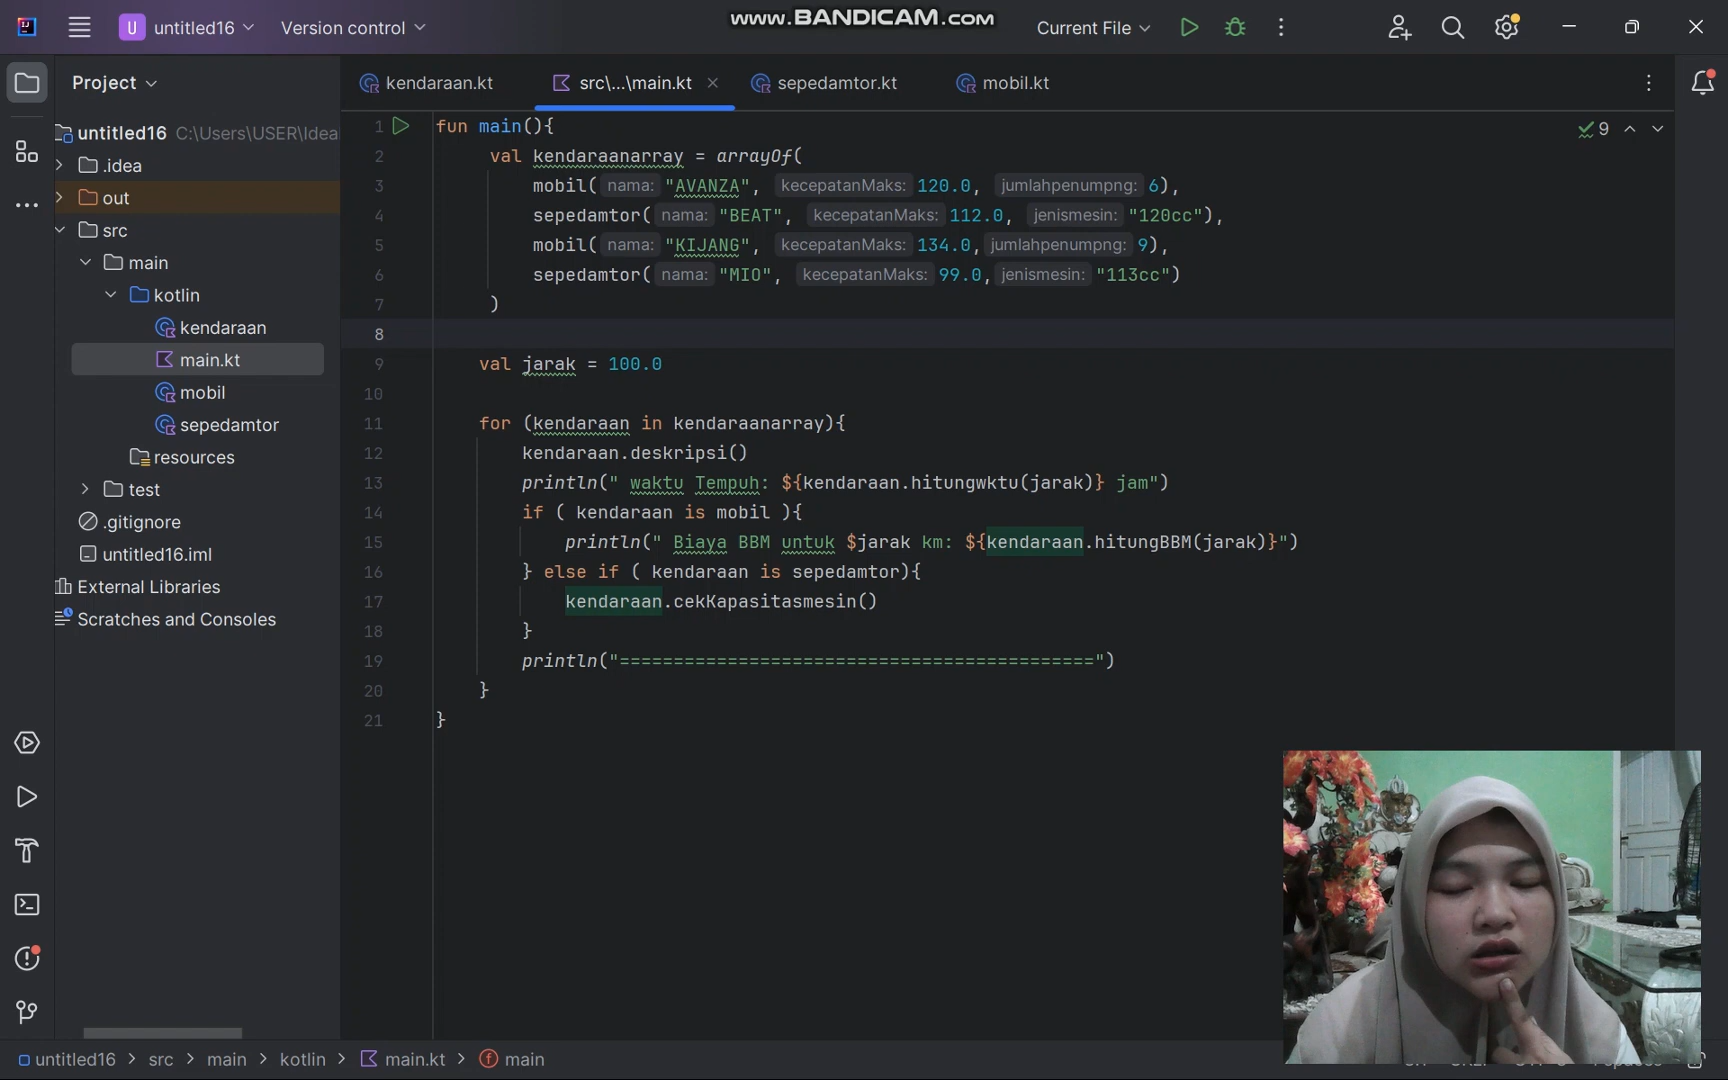 www.BANDICAM.com
U untitled16 Version control Current File
Project
kendaraan.kt src\...\main.kt sepedamtor.kt mobil.kt
untitled16 C:\Users\USER\Idea
.idea
out
src
main
kotlin
kendaraan
main.kt
mobil
sepedamtor
resources
test
.gitignore
untitled16.iml
External Libraries
Scratches and Consoles
9
1 fun main(){
2 val kendaraanarray = arrayOf(
3 mobil( nama: "AVANZA", kecepatanMaks: 120.0, jumlahpenumpng: 6),
4 sepedamtor( nama: "BEAT", kecepatanMaks: 112.0, jenismesin: "120cc"),
5 mobil( nama: "KIJANG", kecepatanMaks: 134.0, jumlahpenumpng: 9),
6 sepedamtor( nama: "MIO", kecepatanMaks: 99.0, jenismesin: "113cc")
7 )
8
9 val jarak = 100.0
10
11 for (kendaraan in kendaraanarray){
12 kendaraan.deskripsi()
13 println(" waktu Tempuh: ${kendaraan.hitungwktu(jarak)} jam")
14 if ( kendaraan is mobil ){
15 println(" Biaya BBM untuk $jarak km: ${kendaraan.hitungBBM(jarak)}")
16 } else if ( kendaraan is sepedamtor){
17 kendaraan.cekKapasitasmesin()
18 }
19 println("============================================")
20 }
21 }
untitled16 > src > main > kotlin > main.kt > main